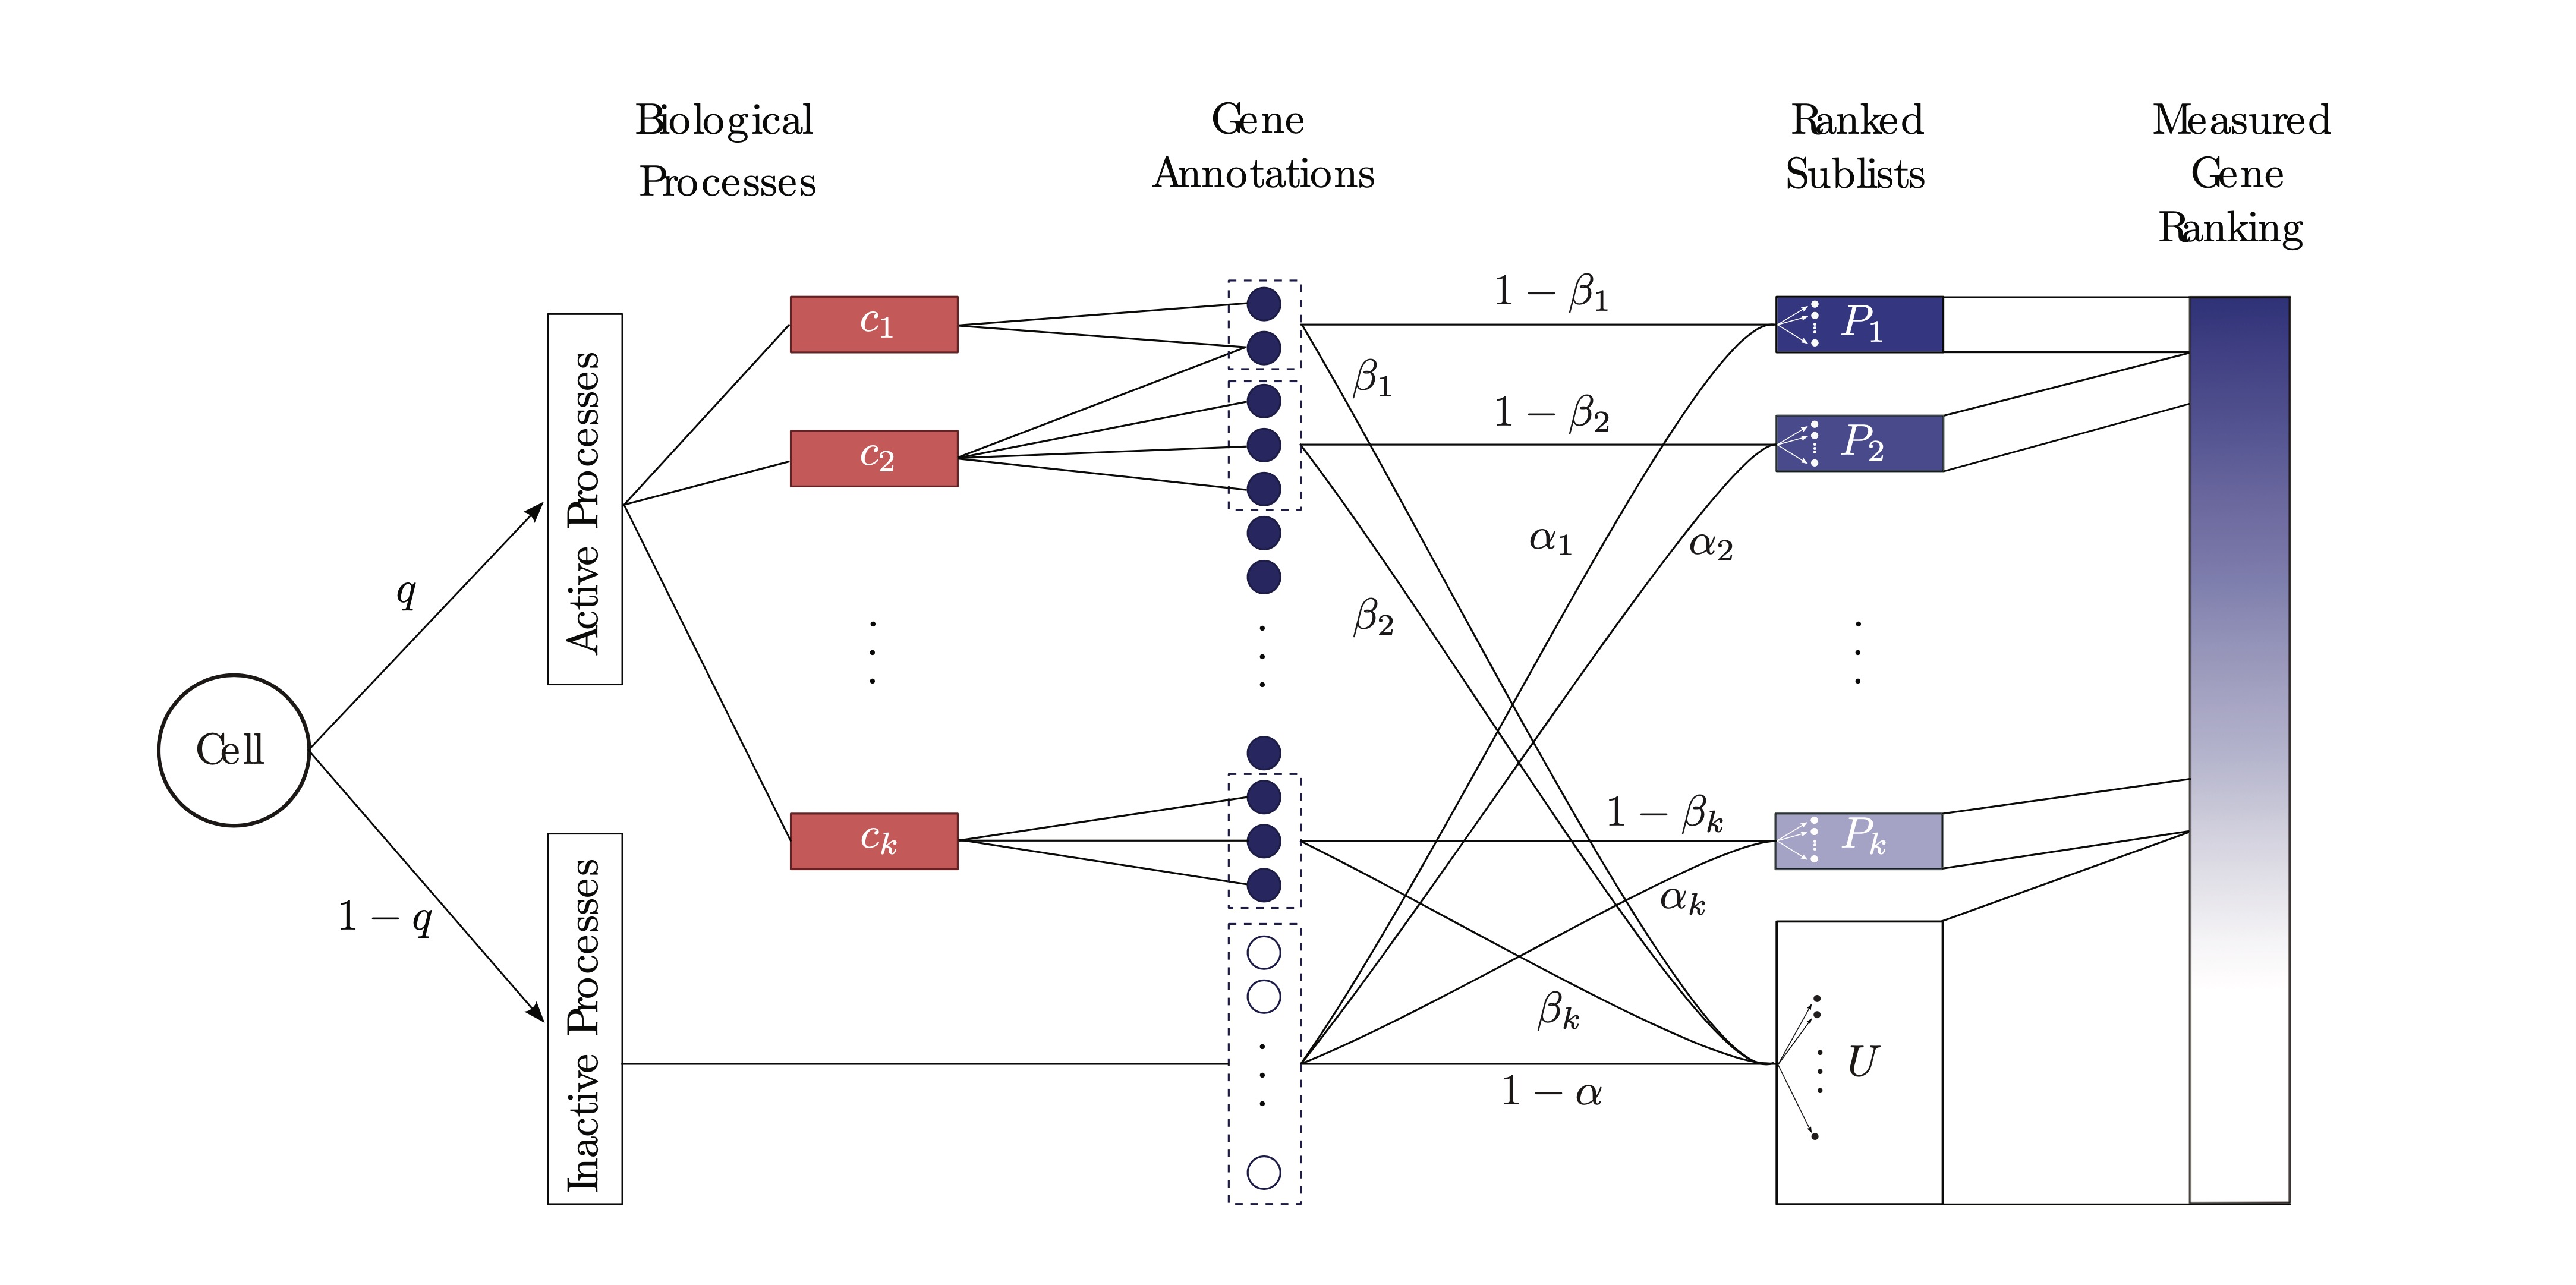 Biological
Processes
Gene
Annotations
Ranked
Sublists
Measured
Gene
Ranking
Cell
q
1 − q
Active Processes
Inactive Processes
c₁
c₂
cₖ
1 − β₁
β₁
1 − β₂
β₂
α₁
α₂
1 − βₖ
αₖ
βₖ
1 − α
P₁
P₂
Pₖ
U